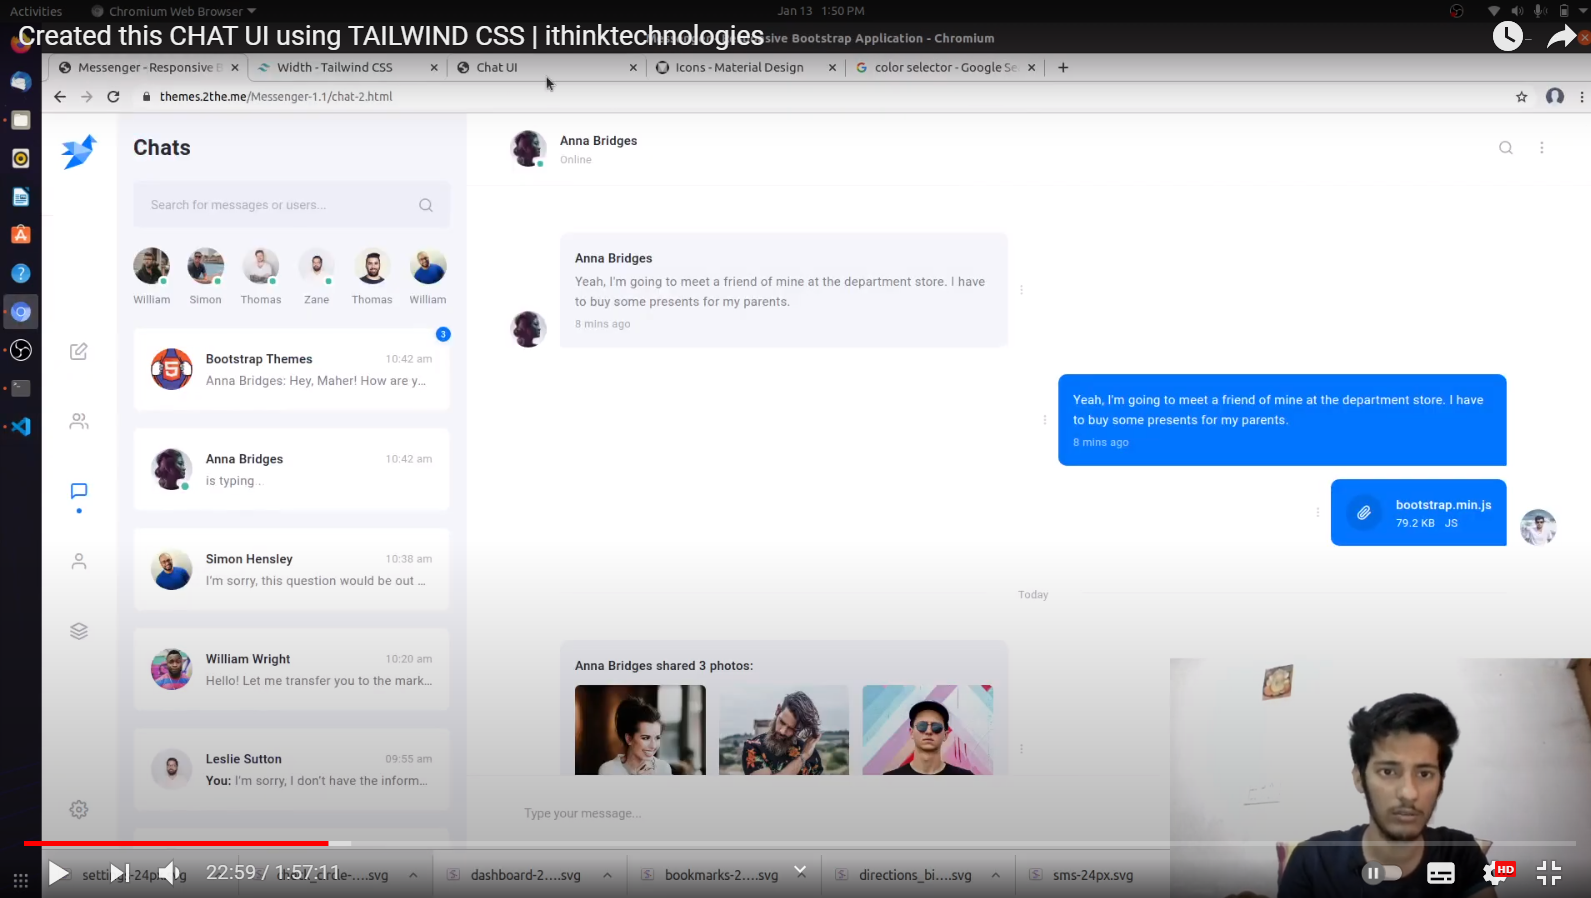 Activities
Chromium Web Browser
Jan 13 1:50 PM
Created this CHAT UI using TAILWIND CSS | ithinktechnologies
Bootstrap Application - Chromium
Messenger - Responsive B
Width - Tailwind CSS
Chat UI
Icons - Material Design
color selector - Google Se
themes.2the.me/Messenger-1.1/chat-2.html
Chats
Search for messages or users...
William
Simon
Thomas
Zane
Thomas
William
3
Bootstrap Themes
10:42 am
Anna Bridges: Hey, Maher! How are y...
Anna Bridges
10:42 am
is typing..
Simon Hensley
10:38 am
I'm sorry, this question would be out ...
William Wright
10:20 am
Hello! Let me transfer you to the mark...
Leslie Sutton
09:55 am
You: I'm sorry, I don't have the inform...
Anna Bridges
Online
Anna Bridges
Yeah, I'm going to meet a friend of mine at the department store. I have
to buy some presents for my parents.
8 mins ago
Yeah, I'm going to meet a friend of mine at the department store. I have
to buy some presents for my parents.
8 mins ago
bootstrap.min.js
79.2 KB JS
Today
Anna Bridges shared 3 photos:
Type your message...
22:59 / 1:57:11
HD
dashboard-2....svg
bookmarks-2....svg
directions_bi....svg
sms-24px.svg